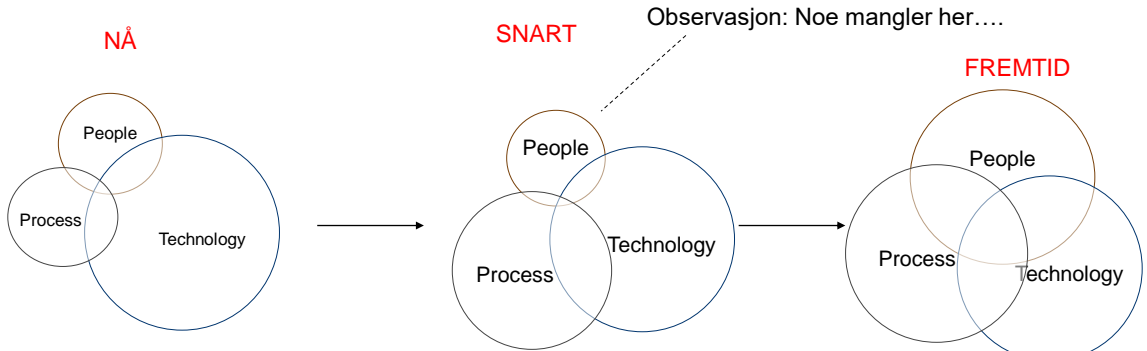 NÅ
People
Process
Technology
SNART
Observasjon: Noe mangler her….
People
Technology
Process
FREMTID
People
Process
Technology